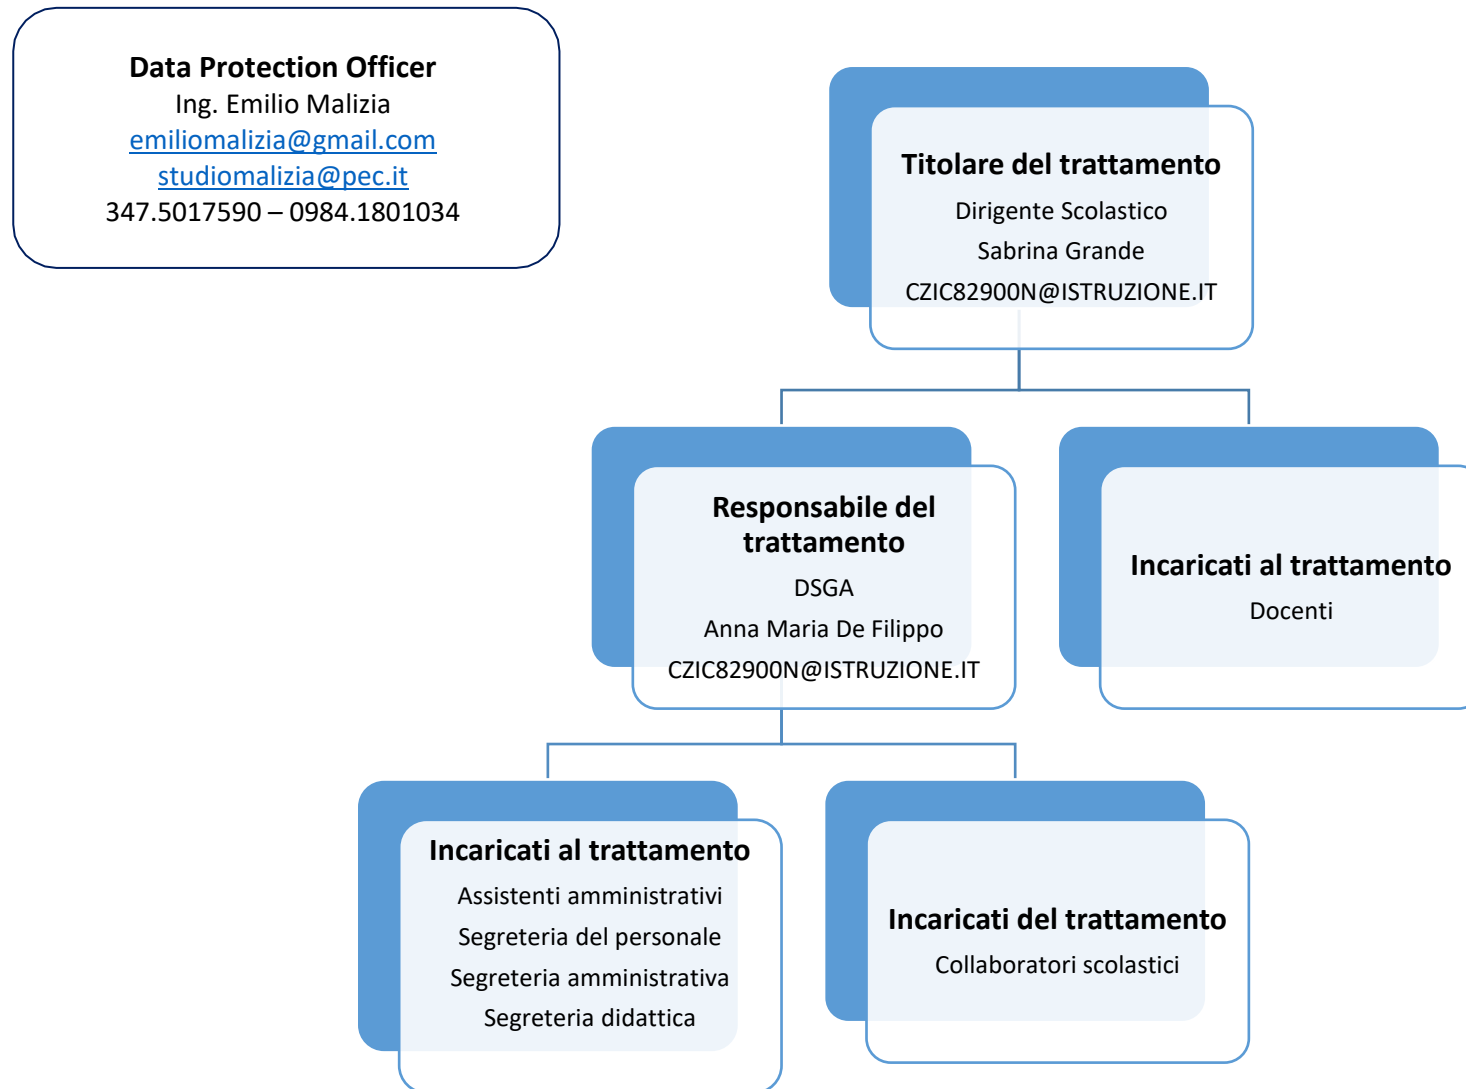 Data Protection Officer
Ing. Emilio Malizia
emiliomalizia@gmail.com
studiomalizia@pec.it
347.5017590 – 0984.1801034
Titolare del trattamento
Dirigente Scolastico
Sabrina Grande
CZIC82900N@ISTRUZIONE.IT
Responsabile del
trattamento
DSGA
Anna Maria De Filippo
CZIC82900N@ISTRUZIONE.IT
Incaricati al trattamento
Docenti
Incaricati al trattamento
Assistenti amministrativi
Segreteria del personale
Segreteria amministrativa
Segreteria didattica
Incaricati del trattamento
Collaboratori scolastici